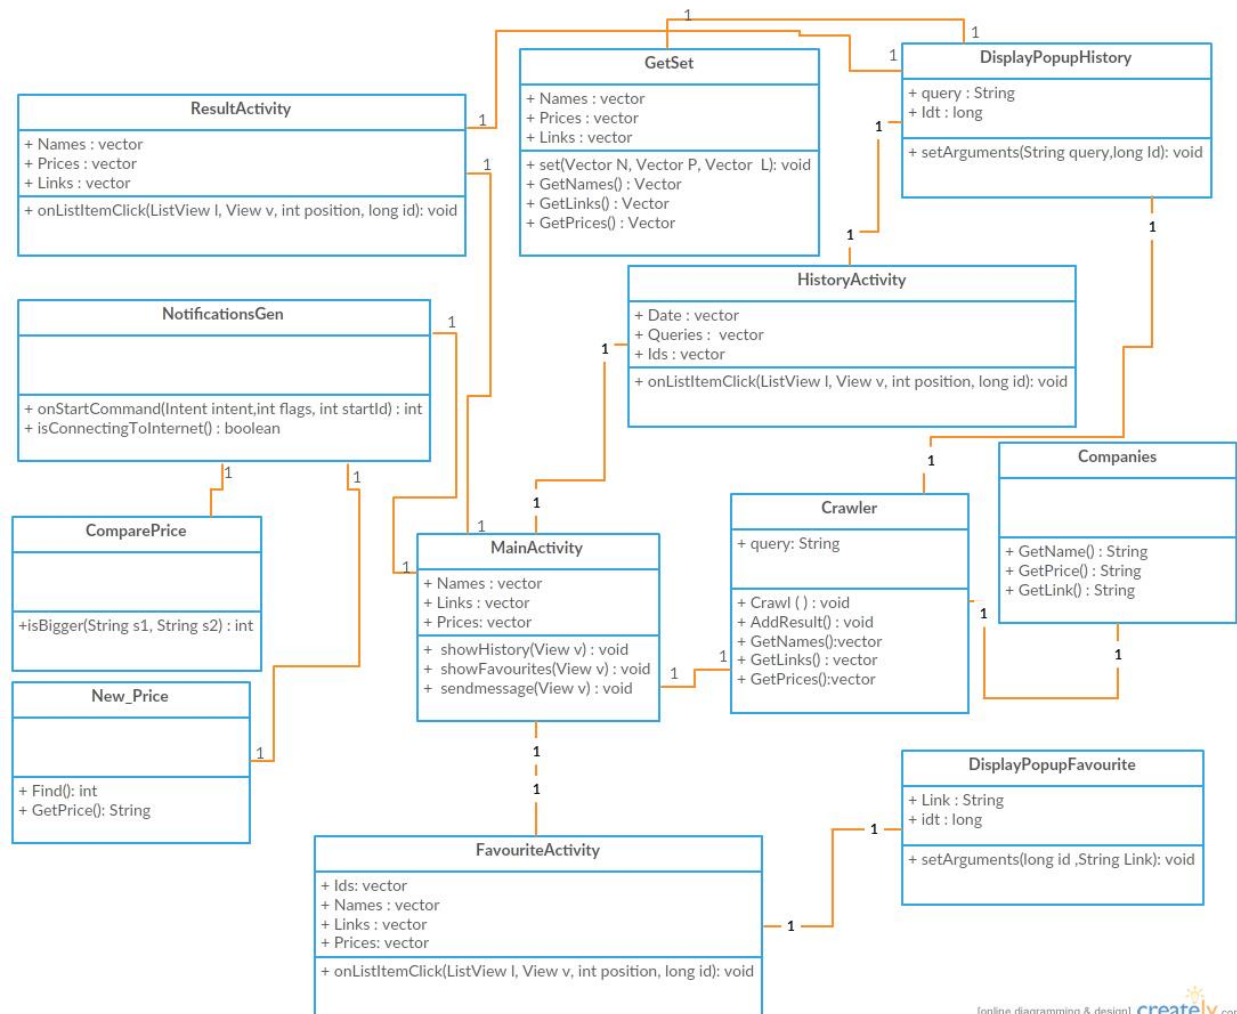 1
1
1
GetSet
+ Names : vector
+ Prices : vector
+ Links : vector
+ set(Vector N, Vector P, Vector L): void
+ GetNames() : Vector
+ GetLinks() : Vector
+ GetPrices() : Vector
DisplayPopupHistory
+ query : String
+ Idt : long
+ setArguments(String query,long Id): void
1
1
1
ResultActivity
+ Names : vector
+ Prices : vector
+ Links : vector
+ onListItemClick(ListView l, View v, int position, long id): void
1
1
HistoryActivity
+ Date : vector
+ Queries : vector
+ Ids : vector
+ onListItemClick(ListView l, View v, int position, long id): void
1
NotificationsGen
+ onStartCommand(Intent intent,int flags, int startId) : int
+ isConnectingToInternet() : boolean
1
1
1
ComparePrice
+isBigger(String s1, String s2) : int
New_Price
+ Find(): int
+ GetPrice(): String
1
1
1
1
MainActivity
+ Names : vector
+ Links : vector
+ Prices: vector
+ showHistory(View v) : void
+ showFavourites(View v) : void
+ sendmessage(View v) : void
1
1
1
Crawler
+ query: String
+ Crawl ( ) : void
+ AddResult() : void
+ GetNames():vector
+ GetLinks() : vector
+ GetPrices():vector
Companies
+ GetName() : String
+ GetPrice() : String
+ GetLink() : String
1
1
1
1
FavouriteActivity
+ Ids: vector
+ Names : vector
+ Links : vector
+ Prices: vector
+ onListItemClick(ListView l, View v, int position, long id): void
1
1
DisplayPopupFavourite
+ Link : String
+ idt : long
+ setArguments(long id ,String Link): void
[online diagramming & design] creately.com